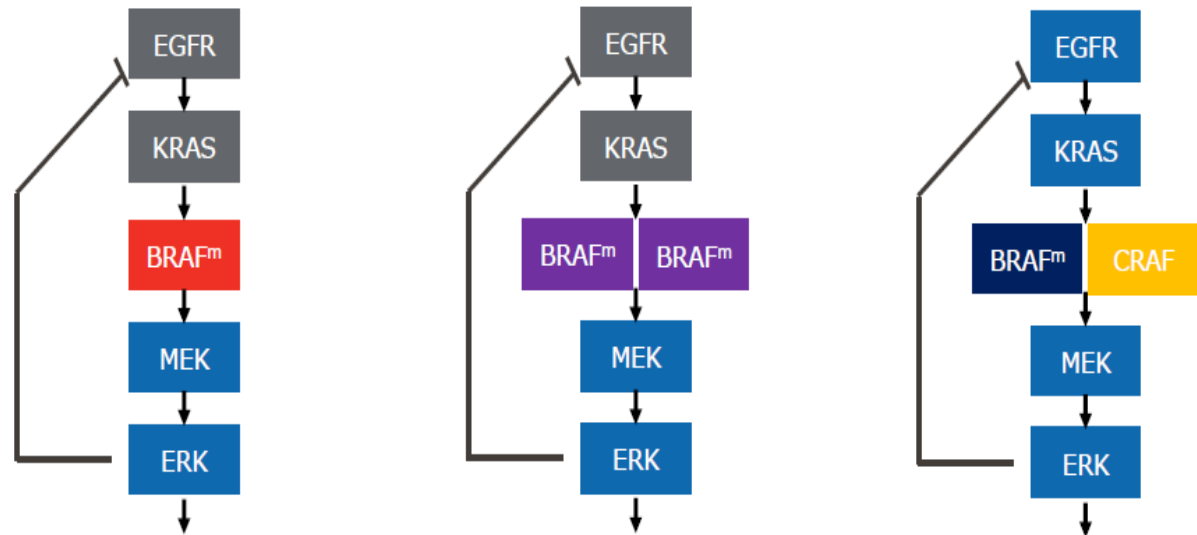 EGFR
KRAS
BRAFᵐ
MEK
ERK
EGFR
KRAS
BRAFᵐ BRAFᵐ
MEK
ERK
EGFR
KRAS
BRAFᵐ CRAF
MEK
ERK